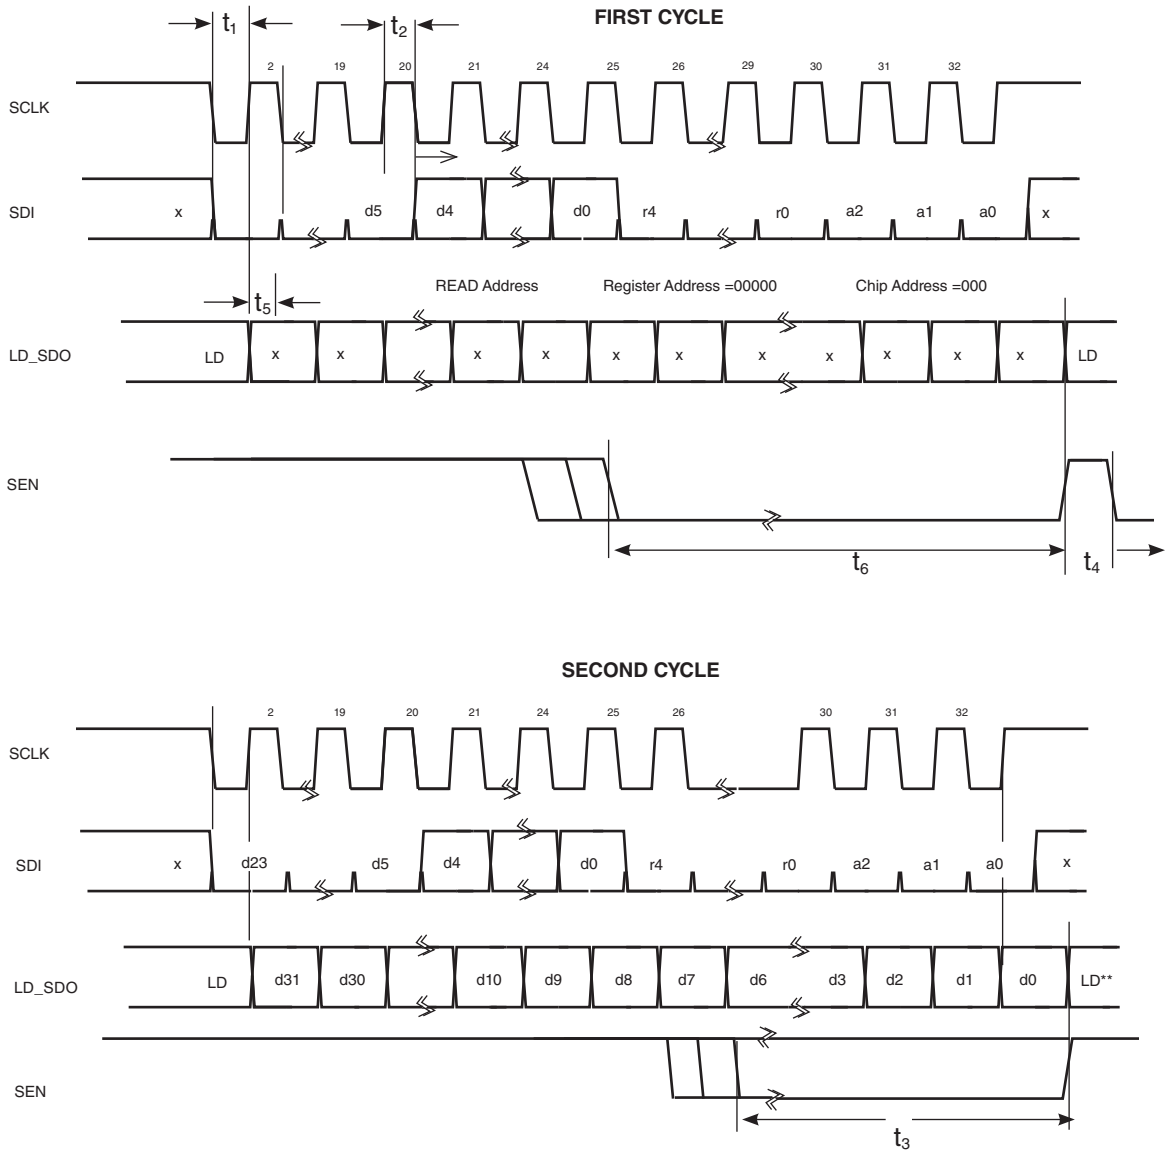 FIRST CYCLE
t1 t2
2 19 20 21 24 25 26 29 30 31 32
SCLK
SDI x d5 d4 d0 r4 r0 a2 a1 a0 x
READ Address Register Address =00000 Chip Address =000
t5
LD_SDO LD x x x x x x x x x x x LD
SEN
t6 t4
SECOND CYCLE
2 19 20 21 24 25 26 30 31 32
SCLK
SDI x d23 d5 d4 d0 r4 r0 a2 a1 a0 x
LD_SDO LD d31 d30 d10 d9 d8 d7 d6 d3 d2 d1 d0 LD**
SEN
t3